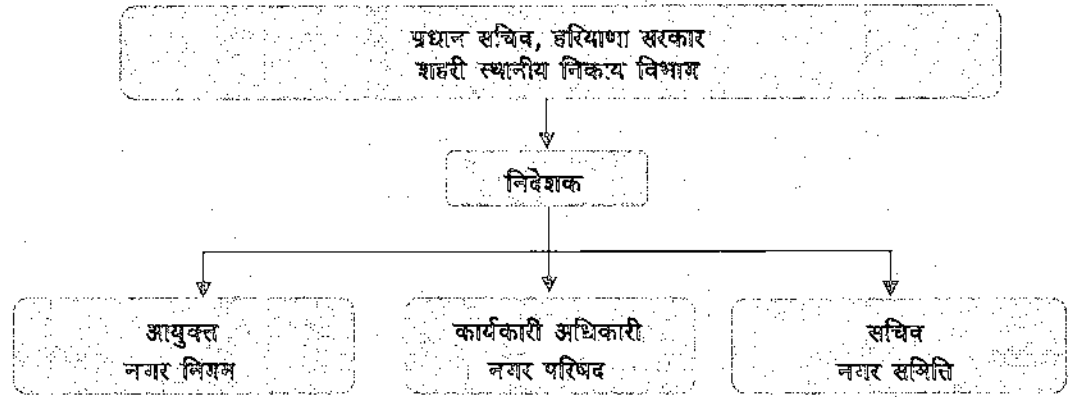 प्रधान सचिव, हरियाणा सरकार
शहरी स्थानीय निकाय विभाग
निदेशक
आयुक्त
नगर निगम
कार्यकारी अधिकारी
नगर परिषद
सचिव
नगर समिति